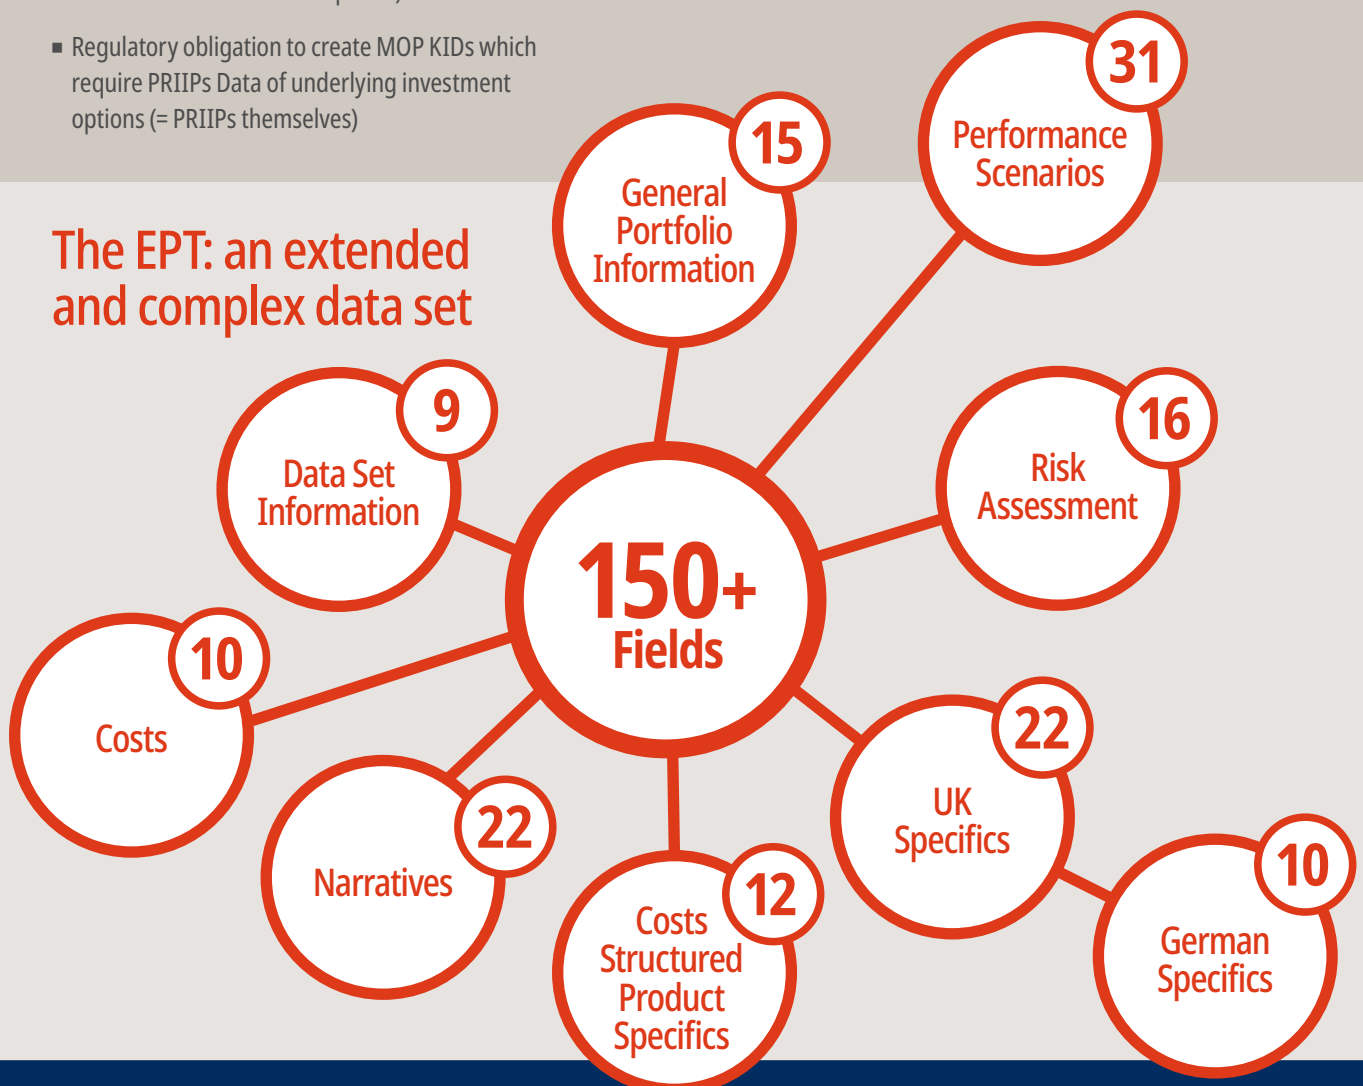 ■ Regulatory obligation to create MOP KIDs which
require PRIIPs Data of underlying investment
options (= PRIIPs themselves)
The EPT: an extended
and complex data set
31
Performance
Scenarios
15
General
Portfolio
Information
9
Data Set
Information
16
Risk
Assessment
150+
Fields
10
Costs
22
Narratives
12
Costs
Structured
Product
Specifics
22
UK
Specifics
10
German
Specifics